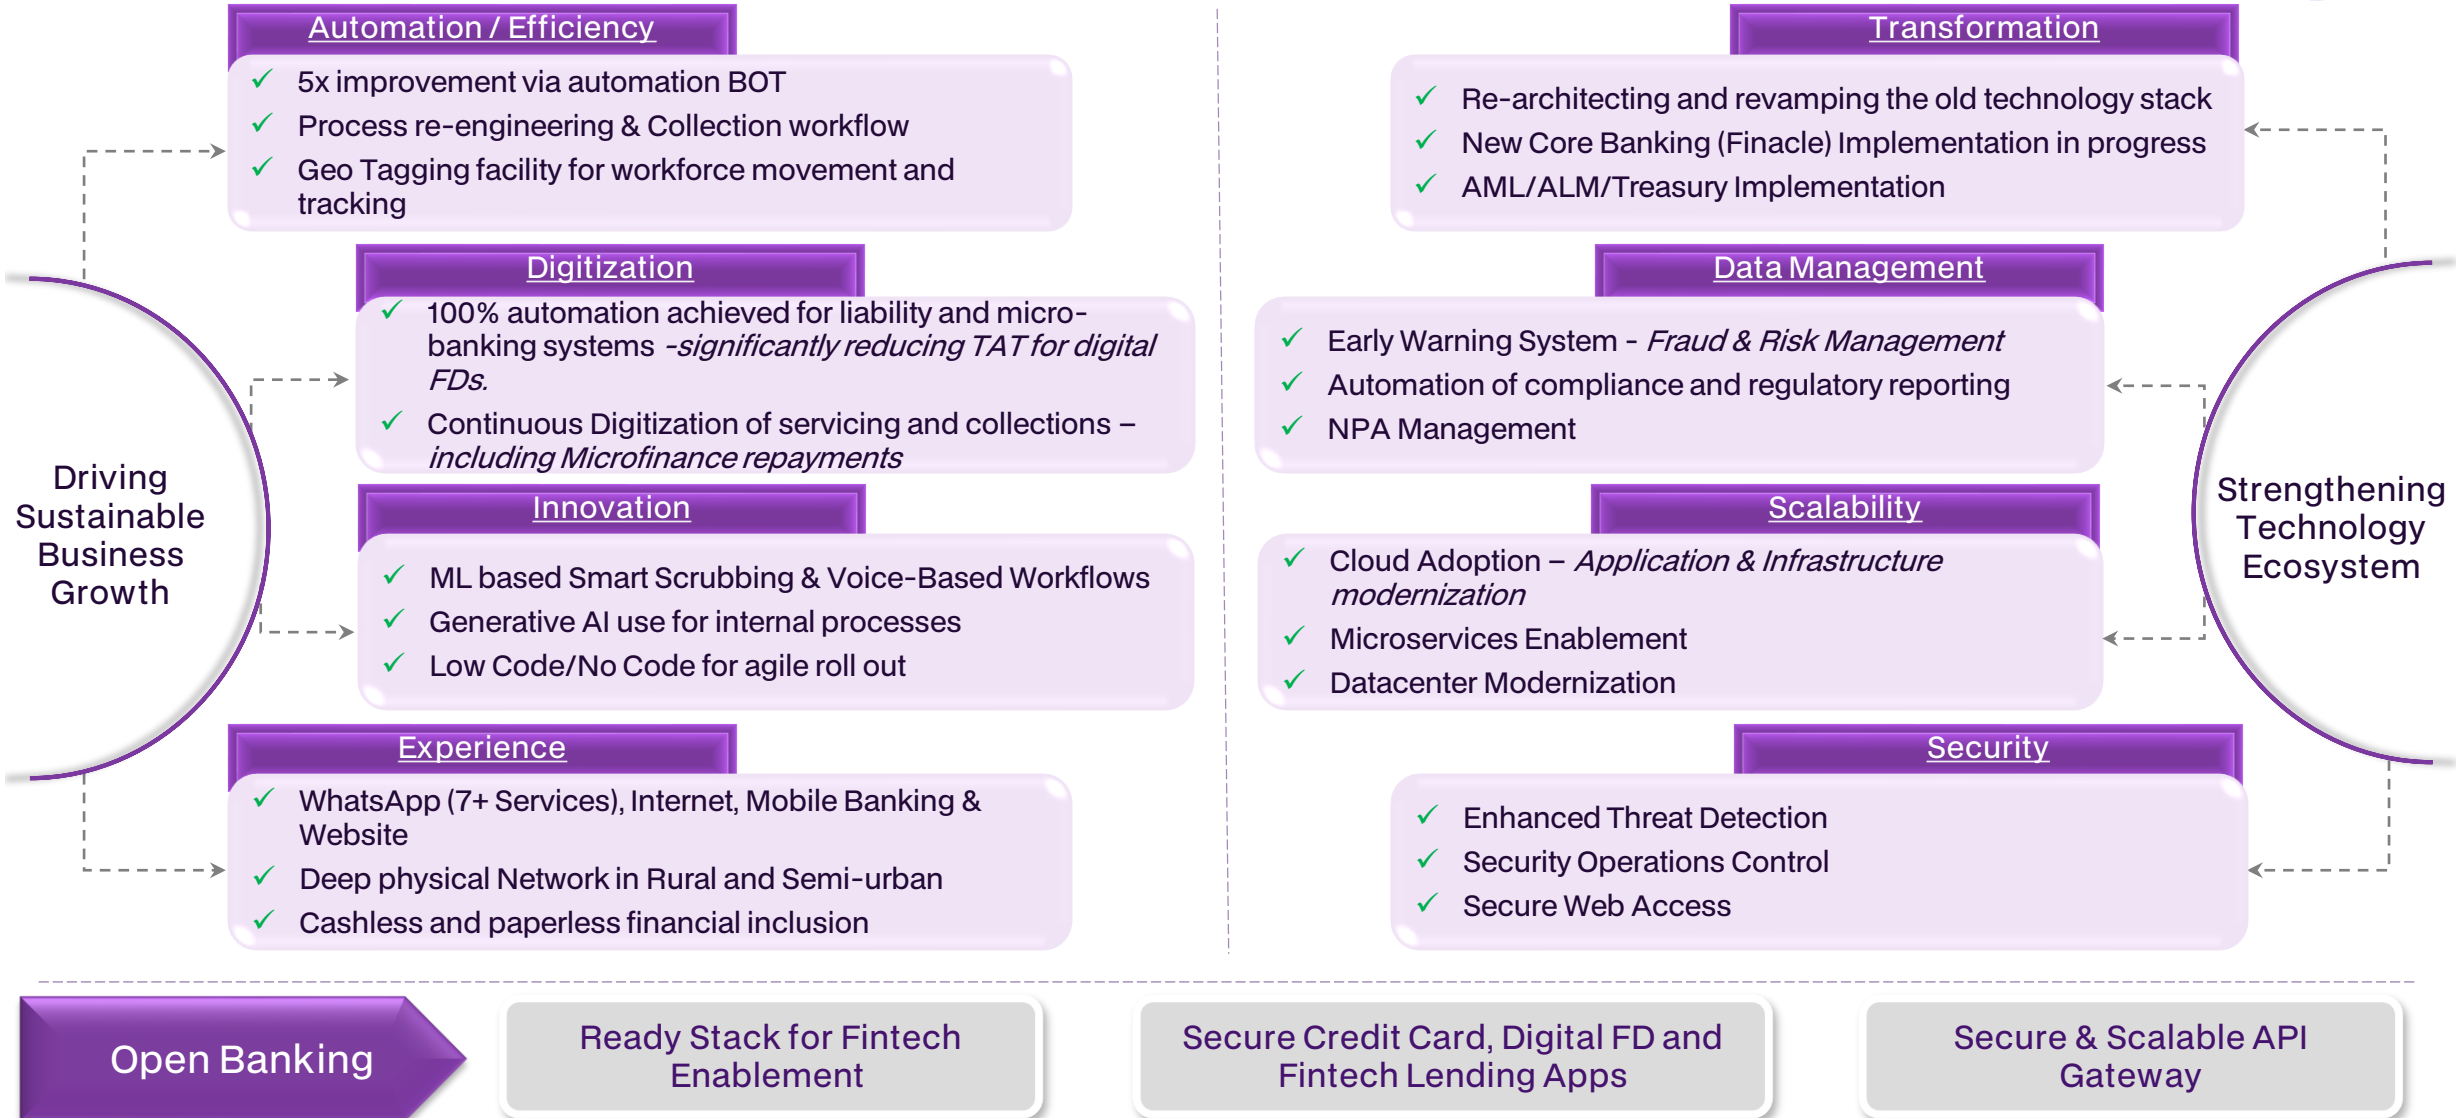 Automation / Efficiency
5x improvement via automation BOT
Process re-engineering & Collection workflow
Geo Tagging facility for workforce movement and
tracking
Digitization
100% automation achieved for liability and micro-
banking systems -significantly reducing TAT for digital
FDs.
Continuous Digitization of servicing and collections –
including Microfinance repayments
Driving
Sustainable
Business
Growth
Innovation
ML based Smart Scrubbing & Voice-Based Workflows
Generative AI use for internal processes
Low Code/No Code for agile roll out
Experience
WhatsApp (7+ Services), Internet, Mobile Banking &
Website
Deep physical Network in Rural and Semi-urban
Cashless and paperless financial inclusion
Transformation
Re-architecting and revamping the old technology stack
New Core Banking (Finacle) Implementation in progress
AML/ALM/Treasury Implementation
Data Management
Early Warning System - Fraud & Risk Management
Automation of compliance and regulatory reporting
NPA Management
Strengthening
Technology
Ecosystem
Scalability
Cloud Adoption – Application & Infrastructure
modernization
Microservices Enablement
Datacenter Modernization
Security
Enhanced Threat Detection
Security Operations Control
Secure Web Access
Open Banking
Ready Stack for Fintech
Enablement
Secure Credit Card, Digital FD and
Fintech Lending Apps
Secure & Scalable API
Gateway